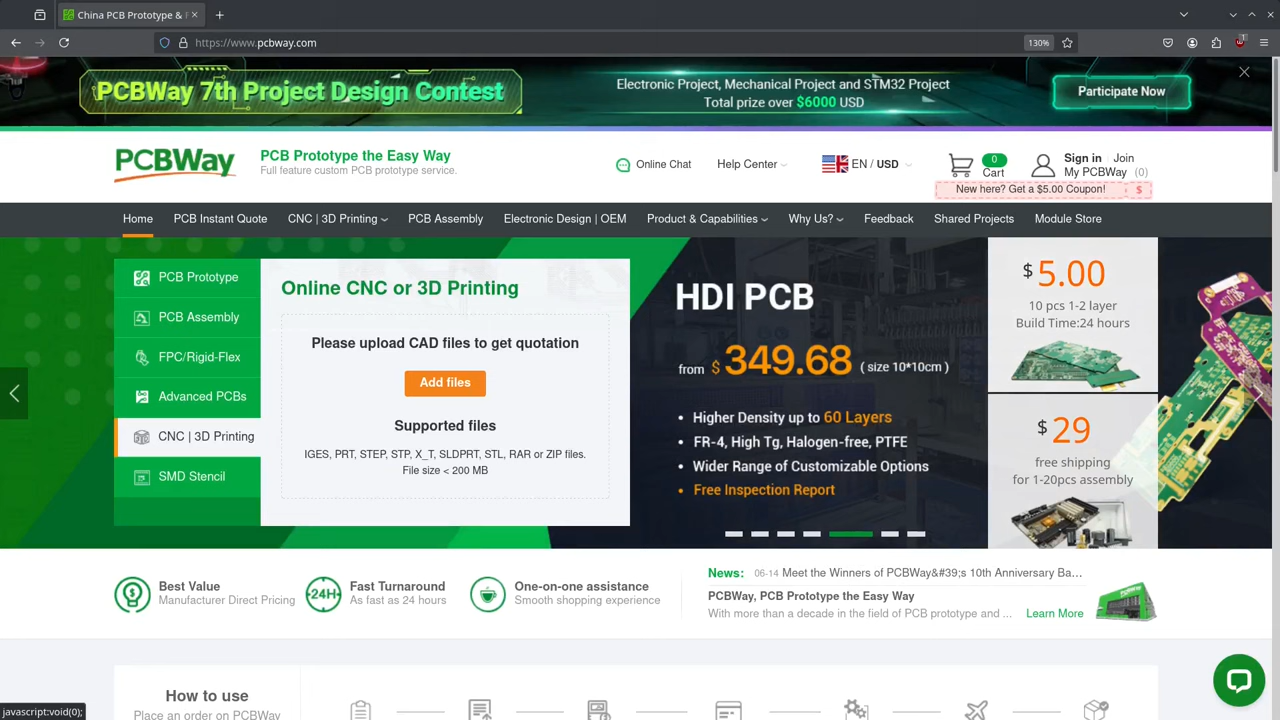 China PCB Prototype & F
https://www.pcbway.com
130%
1
PCBWay 7th Project Design Contest
Electronic Project, Mechanical Project and STM32 Project
Total prize over $6000 USD
Participate Now
PCBWay
PCB Prototype the Easy Way
Full feature custom PCB prototype service.
Online Chat
Help Center
EN / USD
0
Cart
Sign in
Join
My PCBWAY (0)
New here? Get a $5.00 Coupon!
$
Home
PCB Instant Quote
CNC | 3D Printing
PCB Assembly
Electronic Design | OEM
Product & Capabilities
Why Us?
Feedback
Shared Projects
Module Store
PCB Prototype
PCB Assembly
FPC/Rigid-Flex
Advanced PCBs
CNC | 3D Printing
SMD Stencil
Online CNC or 3D Printing
Please upload CAD files to get quotation
Add files
Supported files
IGES, PRT, STEP, STP, X_T, SLDPRT, STL, RAR or ZIP files.
File size < 200 MB
HDI PCB
from $ 349.68 ( size 10*10cm )
• Higher Density up to 60 Layers
• FR-4, High Tg, Halogen-free, PTFE
• Wider Range of Customizable Options
• Free Inspection Report
$ 5.00
10 pcs 1-2 layer
Build Time:24 hours
$ 29
free shipping
for 1-20pcs assembly
Best Value
Manufacturer Direct Pricing
24H
Fast Turnaround
As fast as 24 hours
One-on-one assistance
Smooth shopping experience
News: 06-14 Meet the Winners of PCBWay&#39;s 10th Anniversary Ba...
PCBWay, PCB Prototype the Easy Way
With more than a decade in the field of PCB prototype and ... Learn More
How to use
Place an order on PCBWay
javascript:void(0);